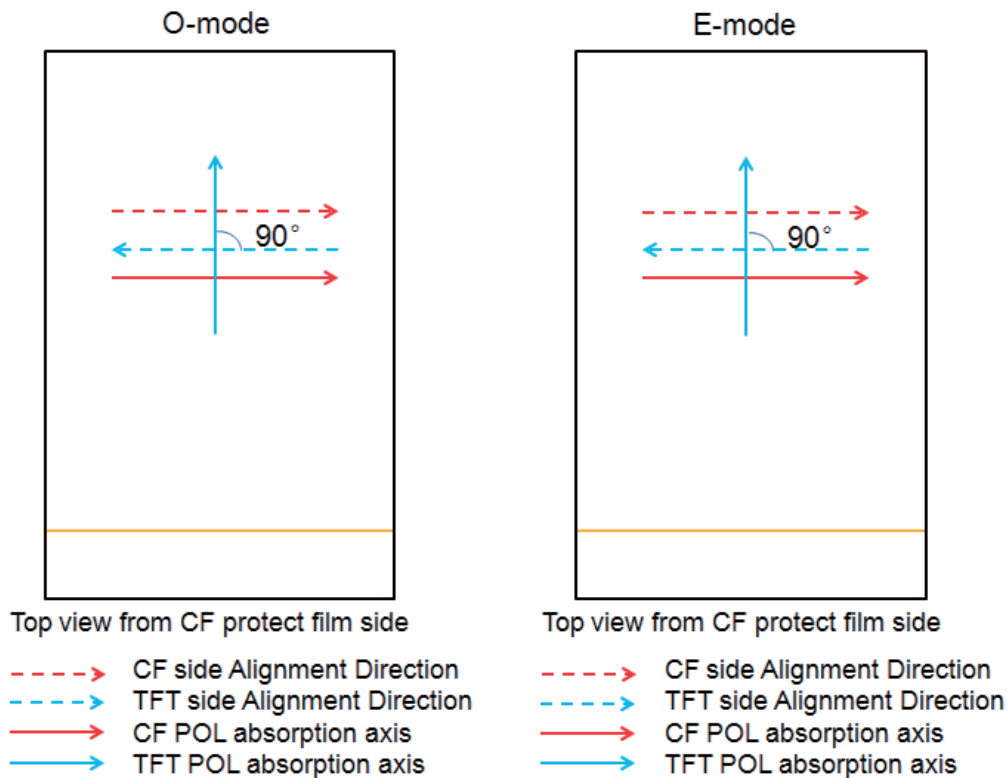 O-mode
E-mode
90°
90°
Top view from CF protect film side
Top view from CF protect film side
CF side Alignment Direction
TFT side Alignment Direction
CF POL absorption axis
TFT POL absorption axis
CF side Alignment Direction
TFT side Alignment Direction
CF POL absorption axis
TFT POL absorption axis